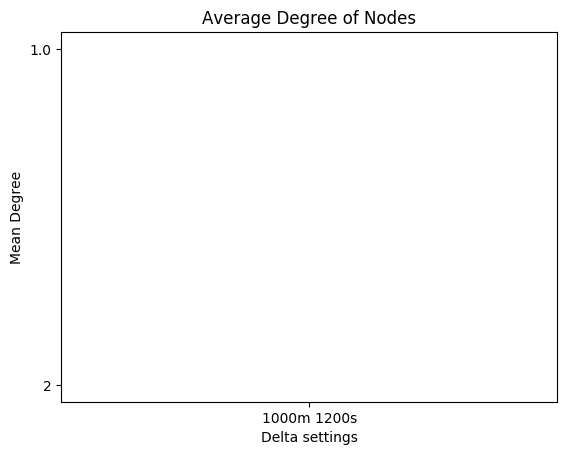 Average Degree of Nodes
1.0
Mean Degree
2
1000m 1200s
Delta settings